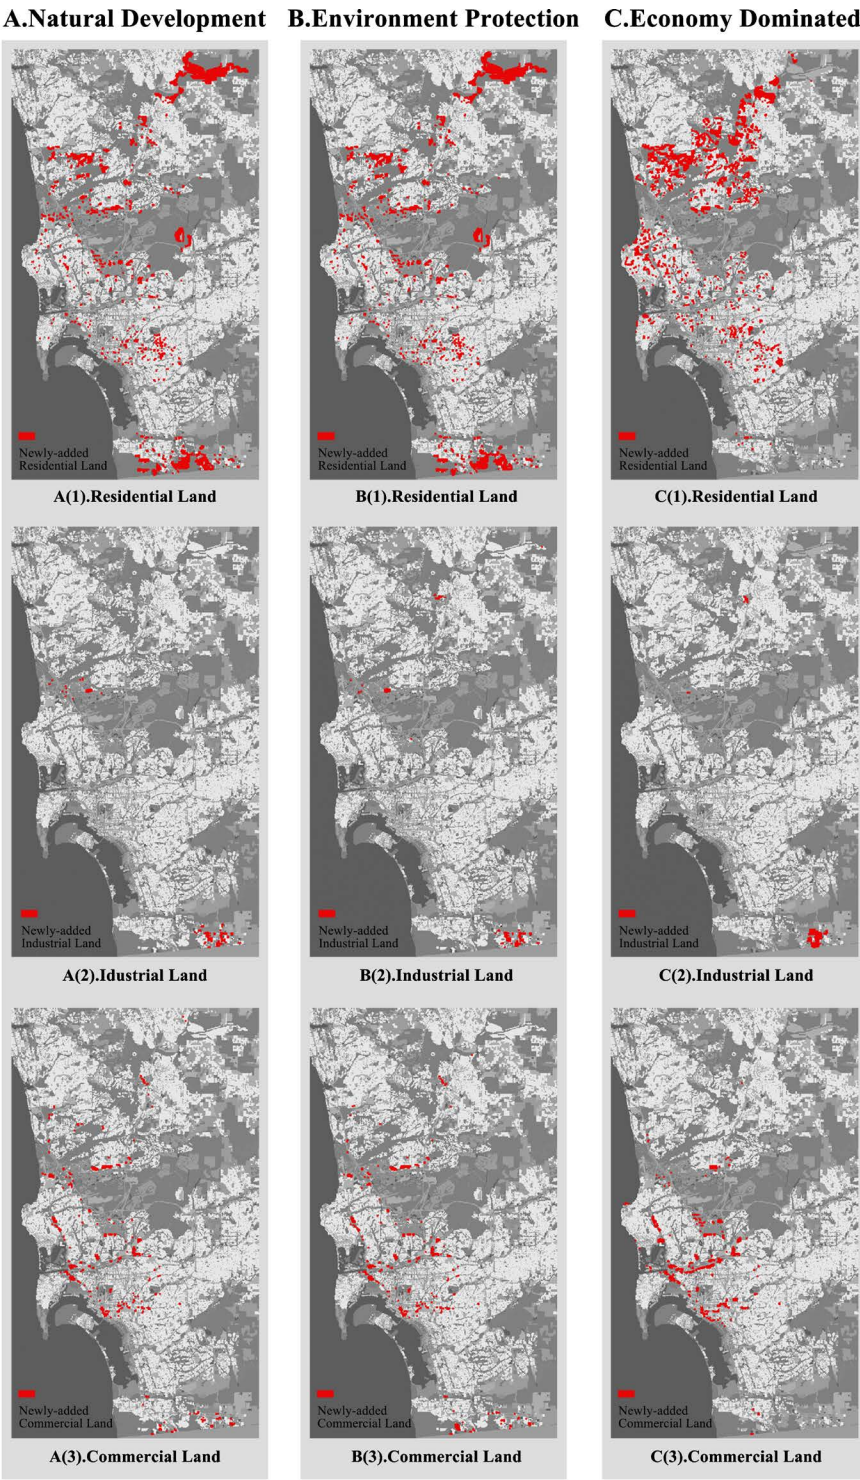 A.Natural Development
B.Environment Protection
C.Economy Dominated
Newly-added
Residential Land
Newly-added
Residential Land
Newly-added
Residential Land
A(1).Residential Land
B(1).Residential Land
C(1).Residential Land
Newly-added
Industrial Land
Newly-added
Industrial Land
Newly-added
Industrial Land
A(2).Idustrial Land
B(2).Industrial Land
C(2).Industrial Land
Newly-added
Commercial Land
Newly-added
Commercial Land
Newly-added
Commercial Land
A(3).Commercial Land
B(3).Commercial Land
C(3).Commercial Land